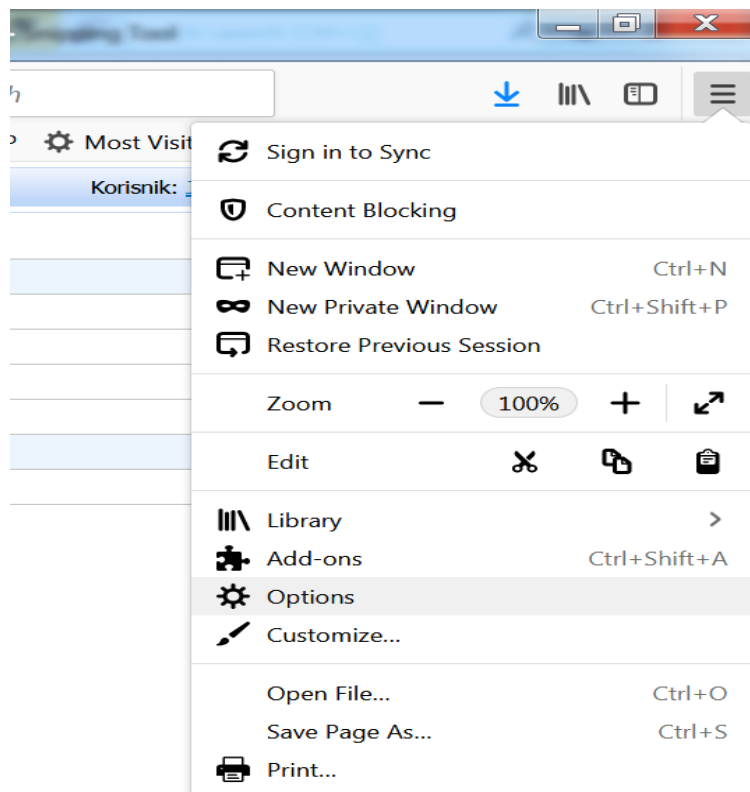 Snipping Tool
h
P Most Visit
Sign in to Sync
Korisnik:
Content Blocking
New Window Ctrl+N
New Private Window Ctrl+Shift+P
Restore Previous Session
Zoom 100%
Edit
Library
Add-ons Ctrl+Shift+A
Options
Customize...
Open File... Ctrl+O
Save Page As... Ctrl+S
Print...